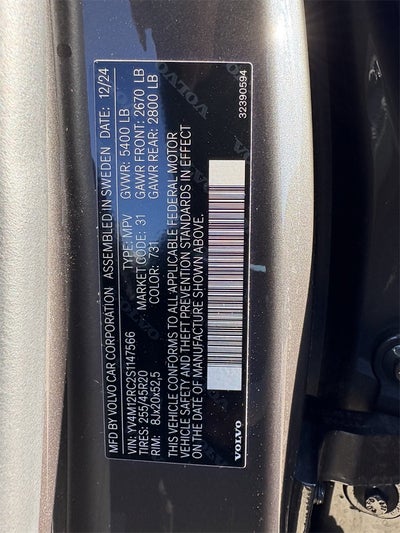 MFD BY VOLVO CAR CORPORATION ASSEMBLED IN SWEDEN DATE: 12/24
VIN: YV4M12RC2S1147566 TYPE: MPV GVWR: 5400 LB
TIRES: 255/45R20 MARKET CODE: 31 GAWR FRONT: 2670 LB
RIM: 8Jx20x52,5 COLOR: 731 GAWR REAR: 2800 LB
THIS VEHICLE CONFORMS TO ALL APPLICABLE FEDERAL MOTOR
VEHICLE SAFETY AND THEFT PREVENTION STANDARDS IN EFFECT
ON THE DATE OF MANUFACTURE SHOWN ABOVE.
VOLVO 32390594